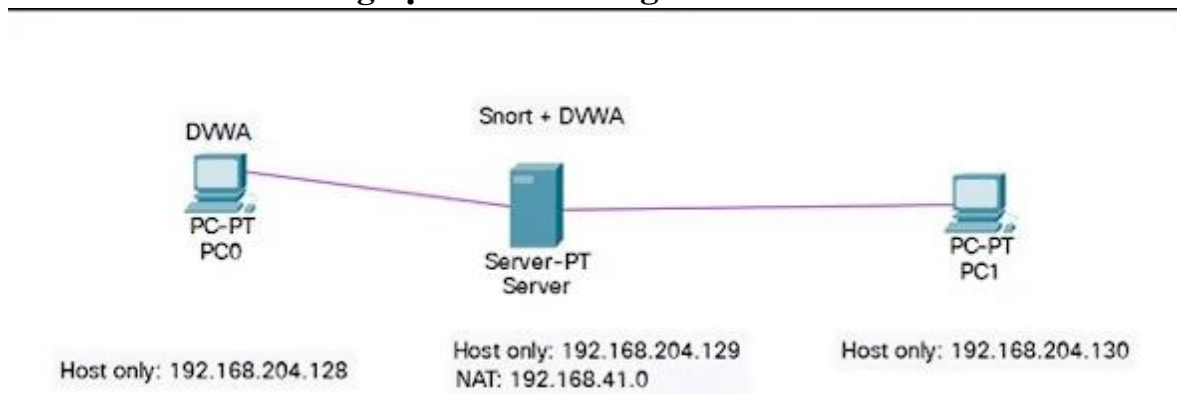 DVWA
PC-PT
PC0
Host only: 192.168.204.128
Snort + DVWA
Server-PT
Server
Host only: 192.168.204.129
NAT: 192.168.41.0
PC-PT
PC1
Host only: 192.168.204.130